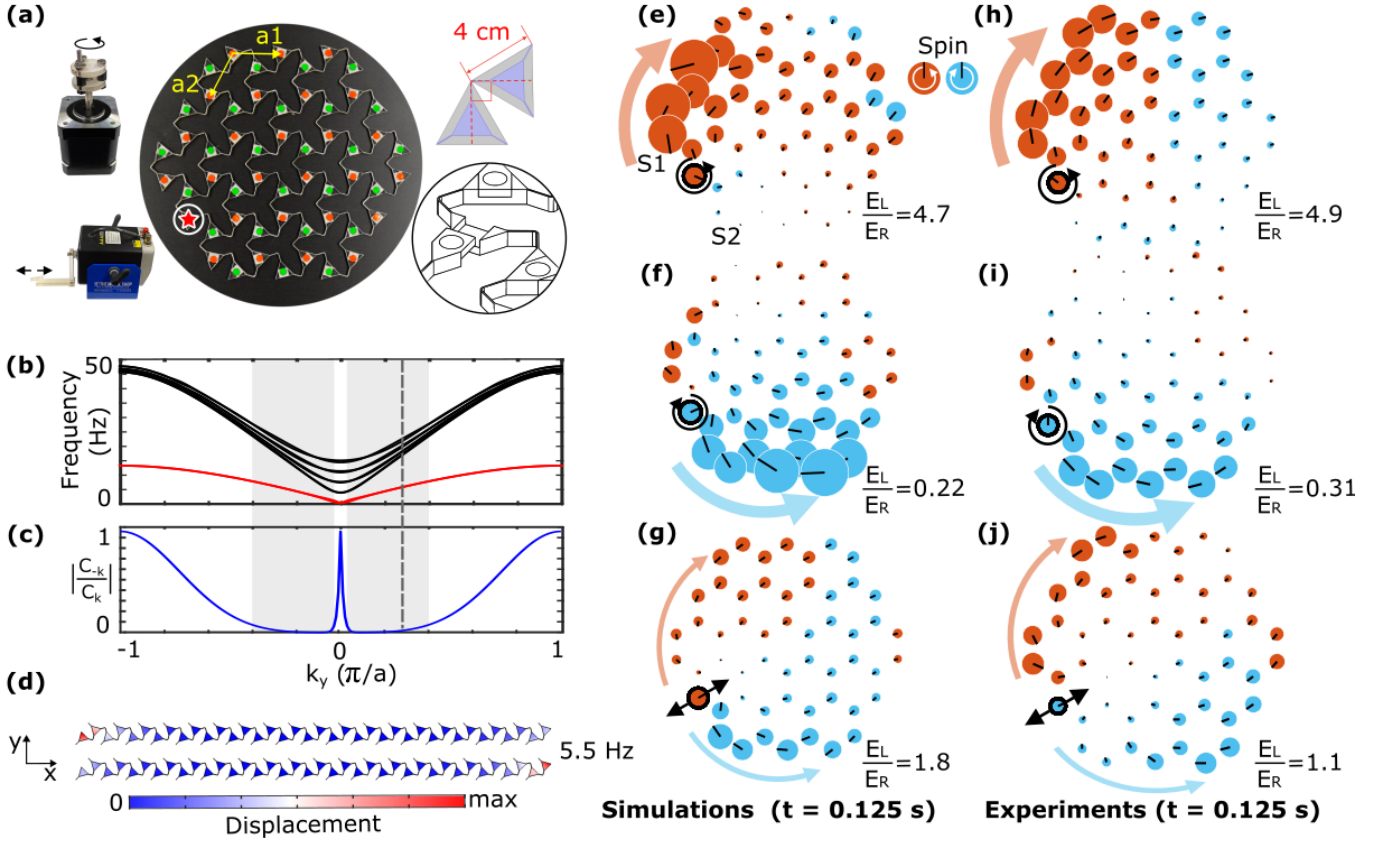 (a)
a1
a2
4 cm
(b)
50
Frequency
(Hz)
0
(c)
1
|C-k/Ck|
0
-1
0
1
ky (π/a)
(d)
y
x
5.5 Hz
0
max
Displacement
(e)
Spin
S1
S2
EL/ER=4.7
(h)
EL/ER=4.9
(f)
EL/ER=0.22
(i)
EL/ER=0.31
(g)
EL/ER=1.8
(j)
EL/ER=1.1
Simulations (t = 0.125 s)
Experiments (t = 0.125 s)